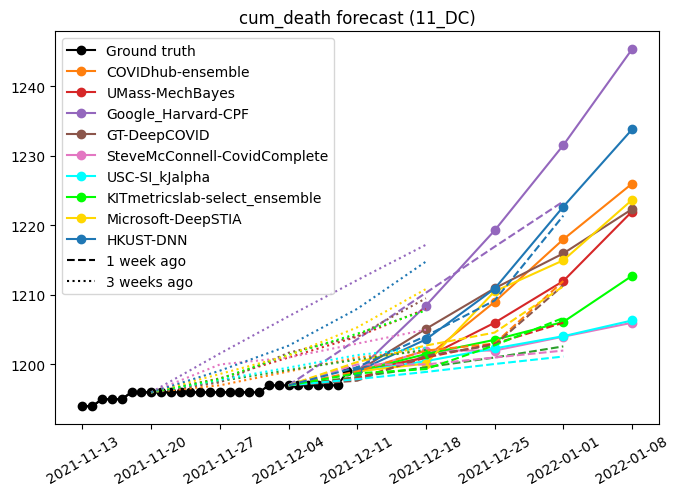 cum_death forecast (11_DC)
Ground truth
COVIDhub-ensemble
UMass-MechBayes
Google_Harvard-CPF
GT-DeepCOVID
SteveMcConnell-CovidComplete
USC-SI_kJalpha
KITmetricslab-select_ensemble
Microsoft-DeepSTIA
HKUST-DNN
1 week ago
3 weeks ago
1240
1230
1220
1210
1200
2021-11-13
2021-11-20
2021-11-27
2021-12-04
2021-12-11
2021-12-18
2021-12-25
2022-01-01
2022-01-08